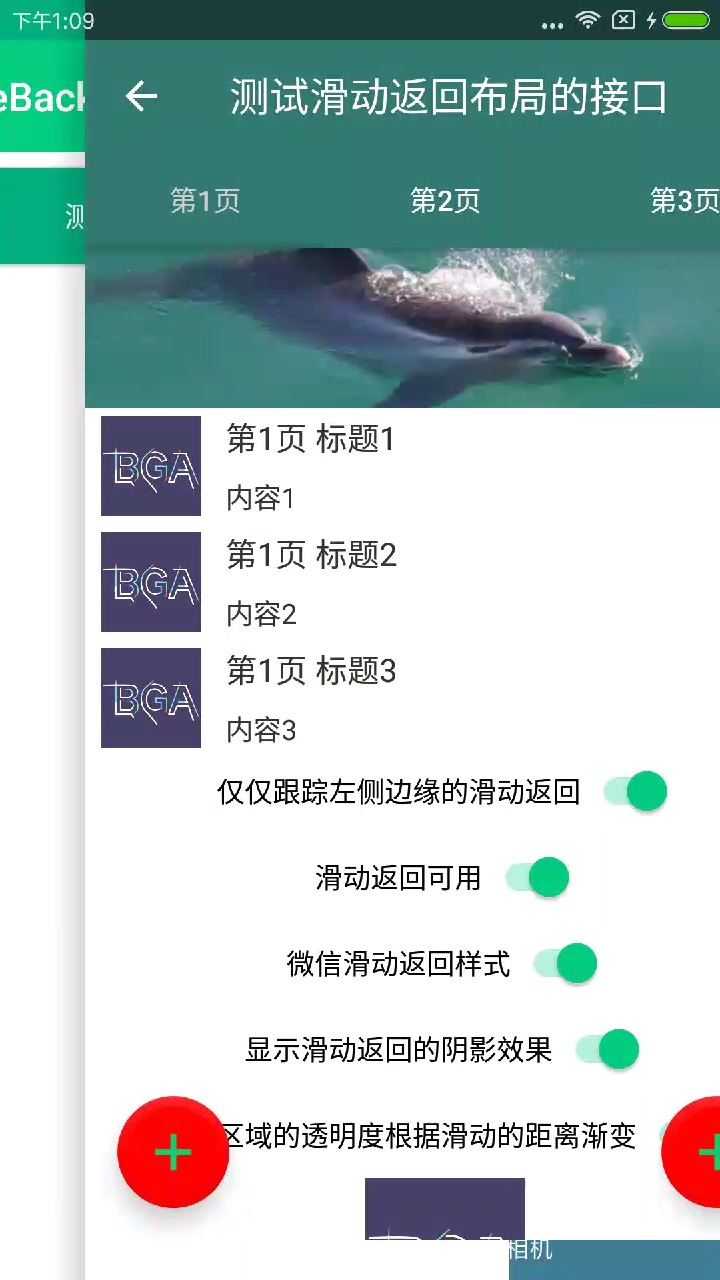 下午1:09
eBack
测试滑动返回布局的接口
测
第1页
第2页
第3页
BGA
第1页 标题1
内容1
BGA
第1页 标题2
内容2
BGA
第1页 标题3
内容3
仅仅跟踪左侧边缘的滑动返回
滑动返回可用
微信滑动返回样式
显示滑动返回的阴影效果
区域的透明度根据滑动的距离渐变
相机